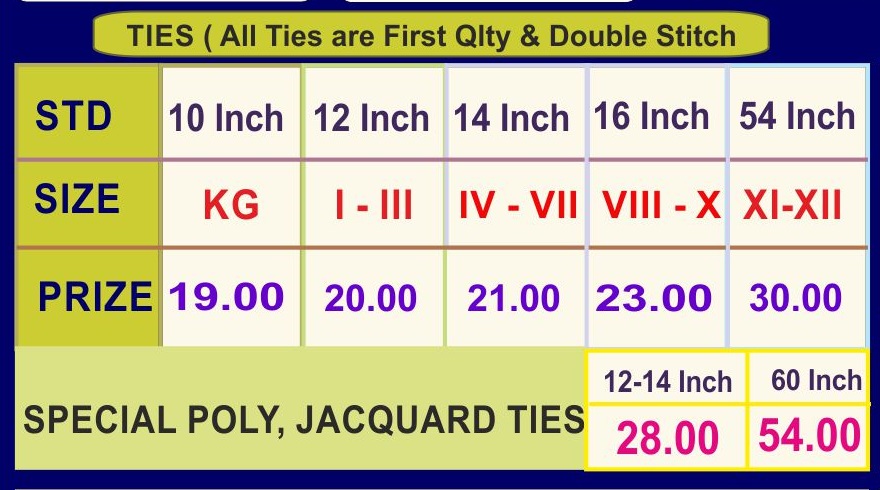 TIES ( All Ties are First Qlty & Double Stitch
STD 10 Inch 12 Inch 14 Inch 16 Inch 54 Inch
SIZE KG I - III IV - VII VIII - X XI-XII
PRIZE 19.00 20.00 21.00 23.00 30.00
12-14 Inch 60 Inch
SPECIAL POLY, JACQUARD TIES 28.00 54.00